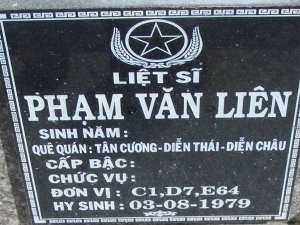 LIỆT SĨ
PHẠM VĂN LIÊN
SINH NĂM :
QUÊ QUÁN : TÂN CƯƠNG-DIỄN THÁI-DIỄN CHÂU
CẤP BẬC :
CHỨC VỤ :
ĐƠN VỊ : C1,D7,E64
HY SINH : 03-08-1979